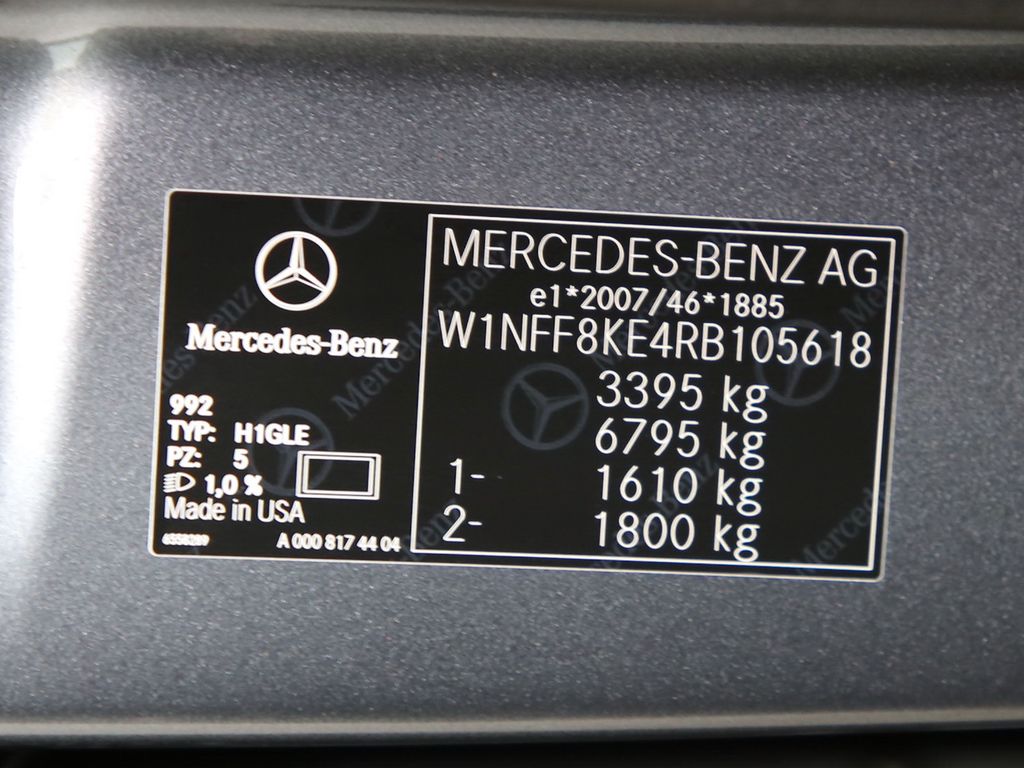 Mercedes-Benz
992
TYP: H1GLE
PZ: 5
1,0 %
Made in USA
A 000 817 44 04
MERCEDES-BENZ AG
e1*2007/46*1885
W1NFF8KE4RB105618
3395 kg
6795 kg
1- 1610 kg
2- 1800 kg